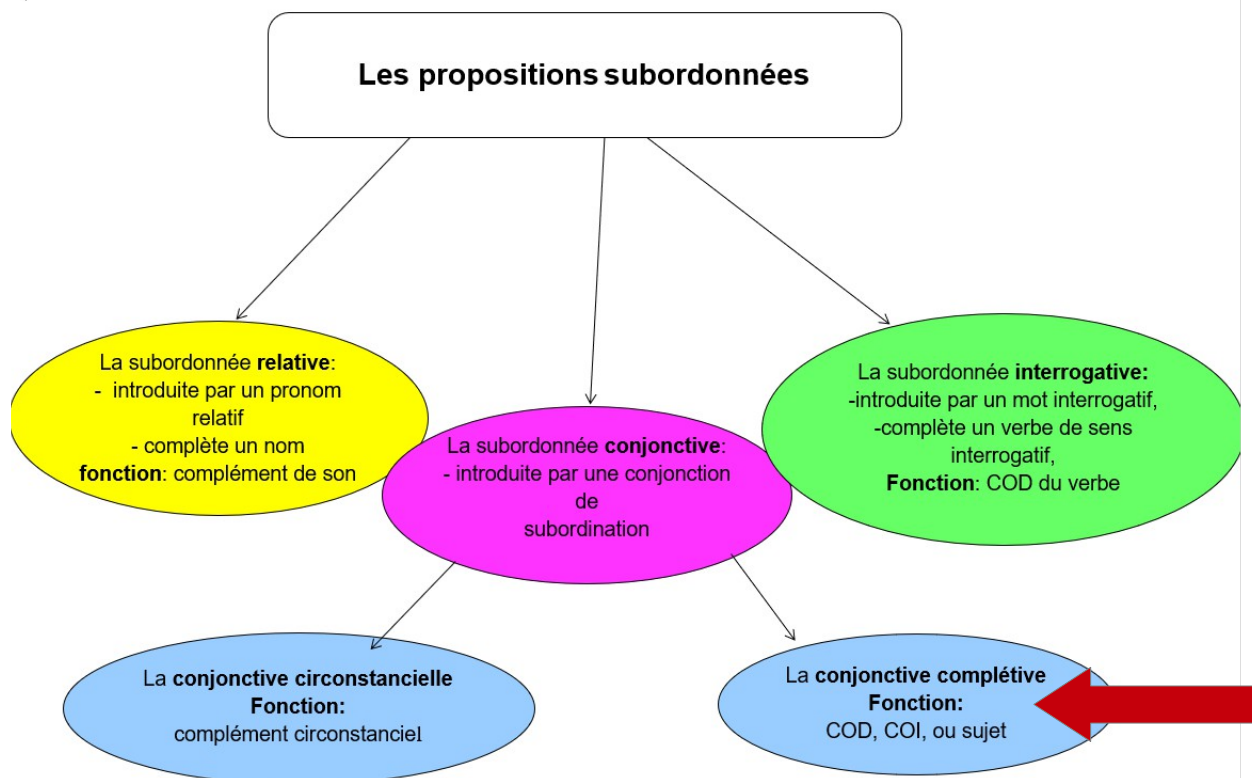 Les propositions subordonnées
La subordonnée relative:
- introduite par un pronom
relatif
- complète un nom
fonction: complément de son
La subordonnée conjonctive:
- introduite par une conjonction
de
subordination
La subordonnée interrogative:
-introduite par un mot interrogatif,
-complète un verbe de sens
interrogatif,
Fonction: COD du verbe
La conjonctive circonstancielle
Fonction:
complément circonstanciel
La conjonctive complétive
Fonction:
COD, COI, ou sujet